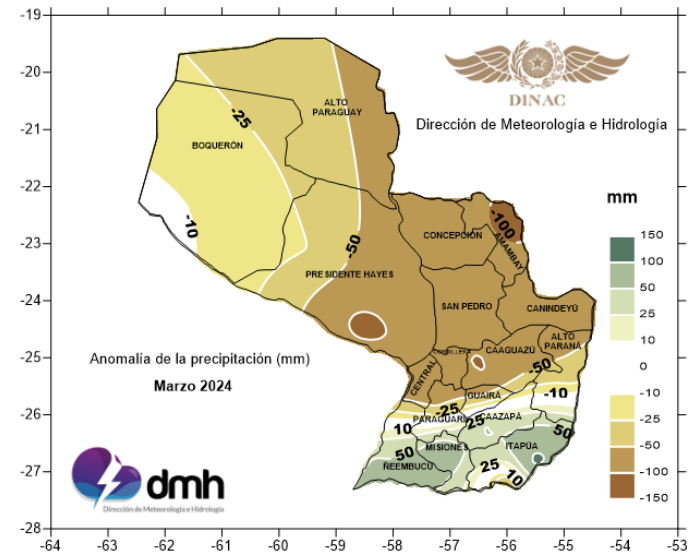 -19
-20
-21
-22
-23
-24
-25
-26
-27
-28
-64
-63
-62
-61
-60
-59
-58
-57
-56
-55
-54
-53
DINAC
Dirección de Meteorología e Hidrología
mm
150
100
50
25
10
0
-10
-25
-50
-100
-150
ALTO
PARAGUAY
-25
BOQUERÓN
-10
-50
-100
CONCEPCIÓN
AMAMBAY
PRESIDENTE HAYES
SAN PEDRO
CANINDEYÚ
ALTO
PARANÁ
CAAGUAZÚ
-50
CENTRAL
GUAIRÁ
-10
-25
PARAGUARÍ
25
CAAZAPÁ
10
50
MISIONES
ITAPÚA
50
ÑEEMBUCÚ
25
10
Anomalía de la precipitación (mm)
Marzo 2024
dmh
Dirección de Meteorología e Hidrología